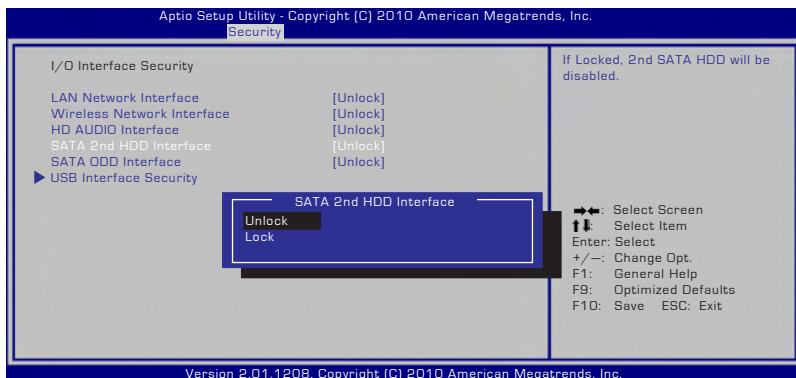 Aptio Setup Utility - Copyright (C) 2010 American Megatrends, Inc.
Security
I/O Interface Security
LAN Network Interface [Unlock]
Wireless Network Interface [Unlock]
HD AUDIO Interface [Unlock]
SATA 2nd HDD Interface [Unlock]
SATA ODD Interface [Unlock]
USB Interface Security
SATA 2nd HDD Interface
Unlock
Lock
If Locked, 2nd SATA HDD will be
disabled.
→←: Select Screen
↑↓: Select Item
Enter: Select
+/—: Change Opt.
F1: General Help
F9: Optimized Defaults
F10: Save ESC: Exit
Version 2.01.1208. Copyright (C) 2010 American Megatrends, Inc.